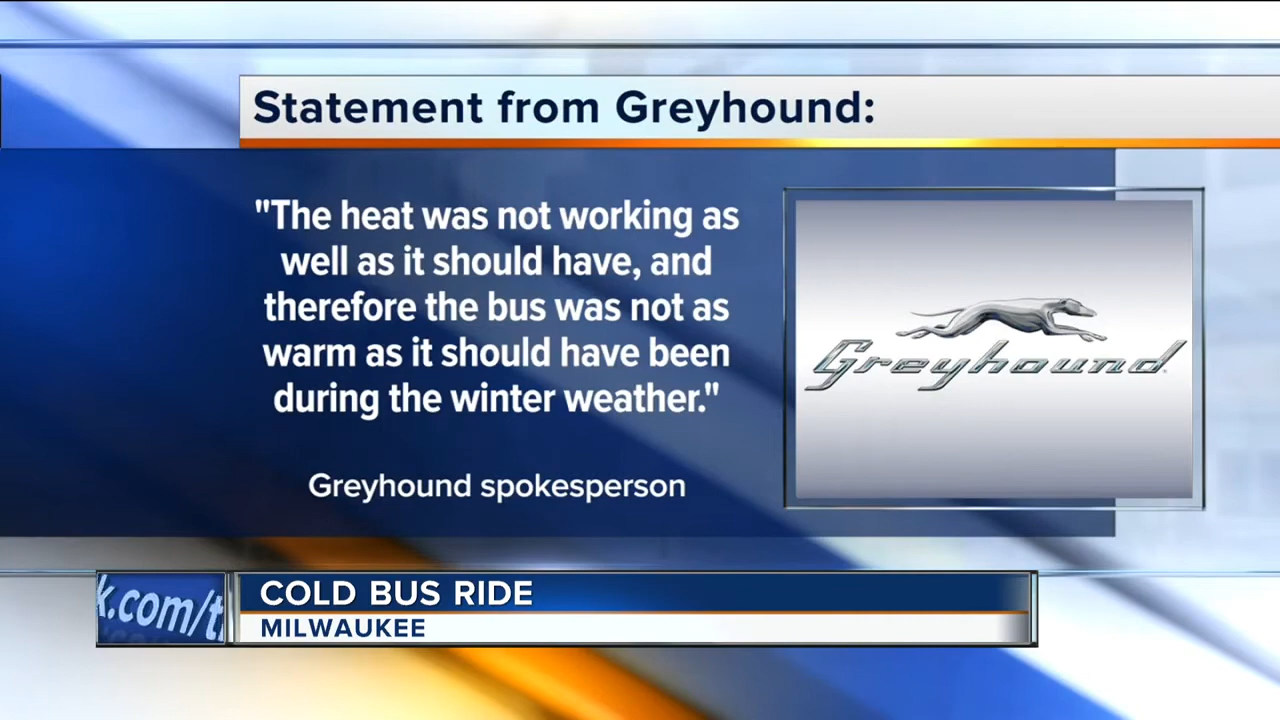 Statement from Greyhound:
"The heat was not working as
well as it should have, and
therefore the bus was not as
warm as it should have been
during the winter weather."
Greyhound spokesperson
Greyhound
k.com/t
COLD BUS RIDE
MILWAUKEE